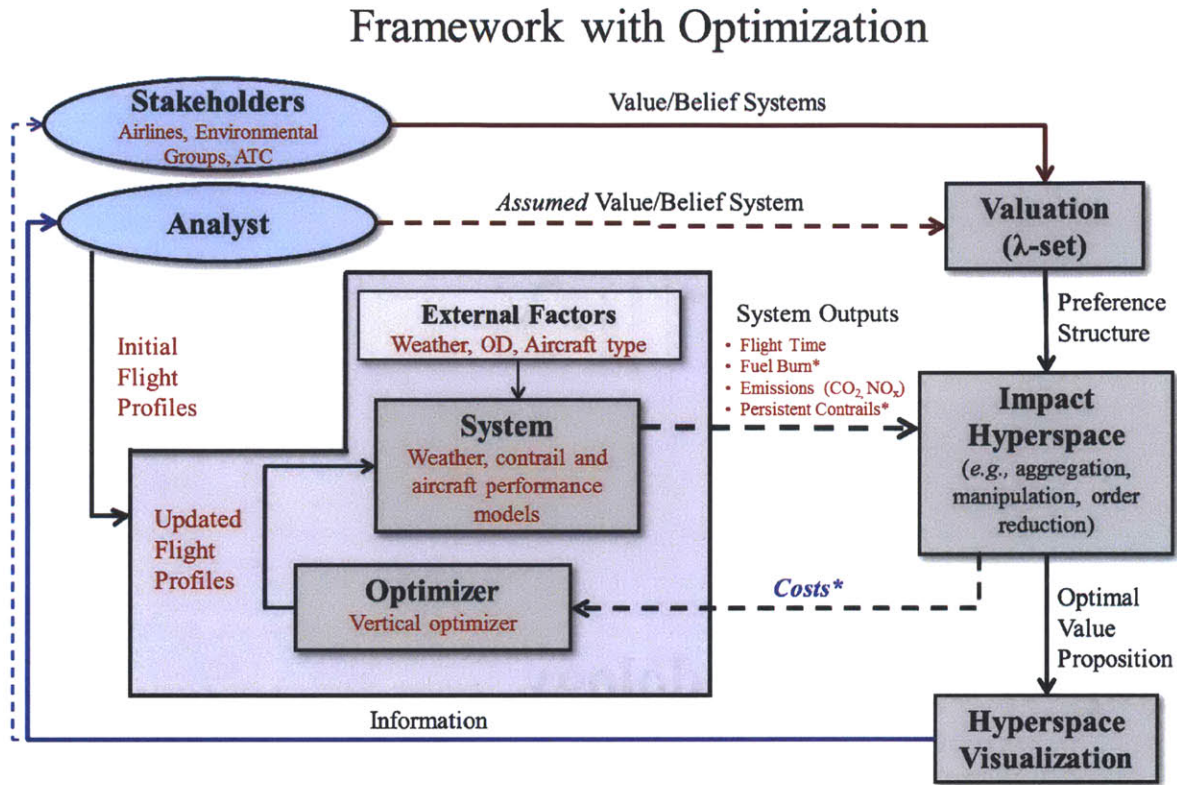 Framework with Optimization
Stakeholders
Airlines, Environmental
Groups, ATC
Value/Belief Systems
Analyst
Assumed Value/Belief System
Valuation
(λ-set)
Preference
Structure
External Factors
Weather, OD, Aircraft type
System Outputs
• Flight Time
• Fuel Burn*
• Emissions (CO₂, NOₓ)
• Persistent Contrails*
Initial
Flight
Profiles
System
Weather, contrail and
aircraft performance
models
Impact
Hyperspace
(e.g., aggregation,
manipulation, order
reduction)
Updated
Flight
Profiles
Optimizer
Vertical optimizer
Costs*
Optimal
Value
Proposition
Information
Hyperspace
Visualization